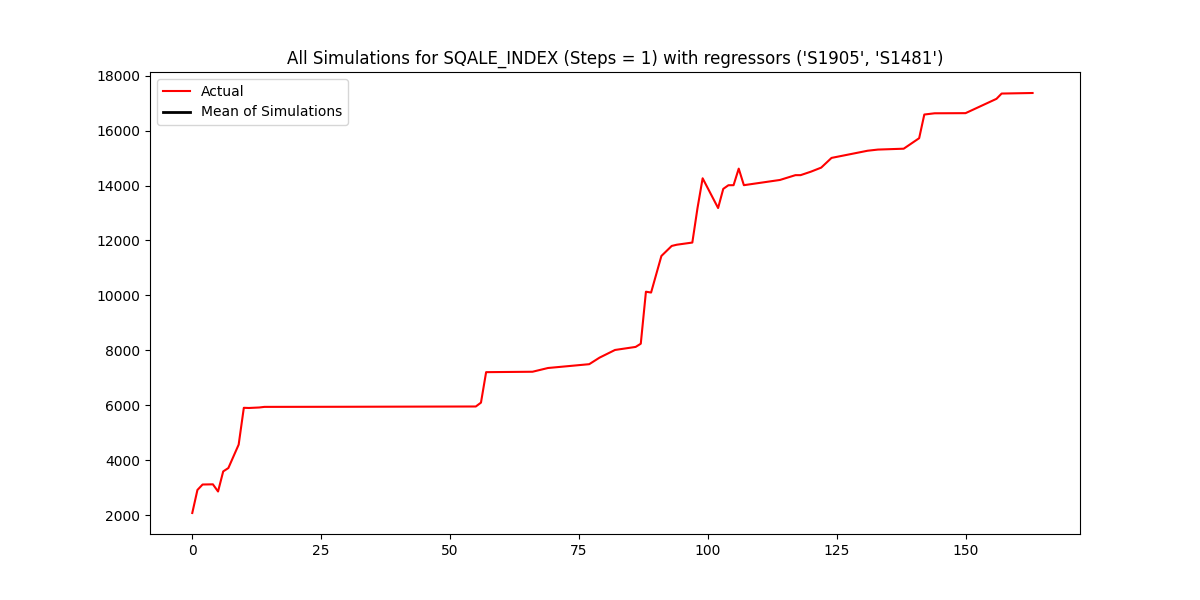 All Simulations for SQALE_INDEX (Steps = 1) with regressors ('S1905', 'S1481')
Actual
Mean of Simulations
18000
16000
14000
12000
10000
8000
6000
4000
2000
0 25 50 75 100 125 150